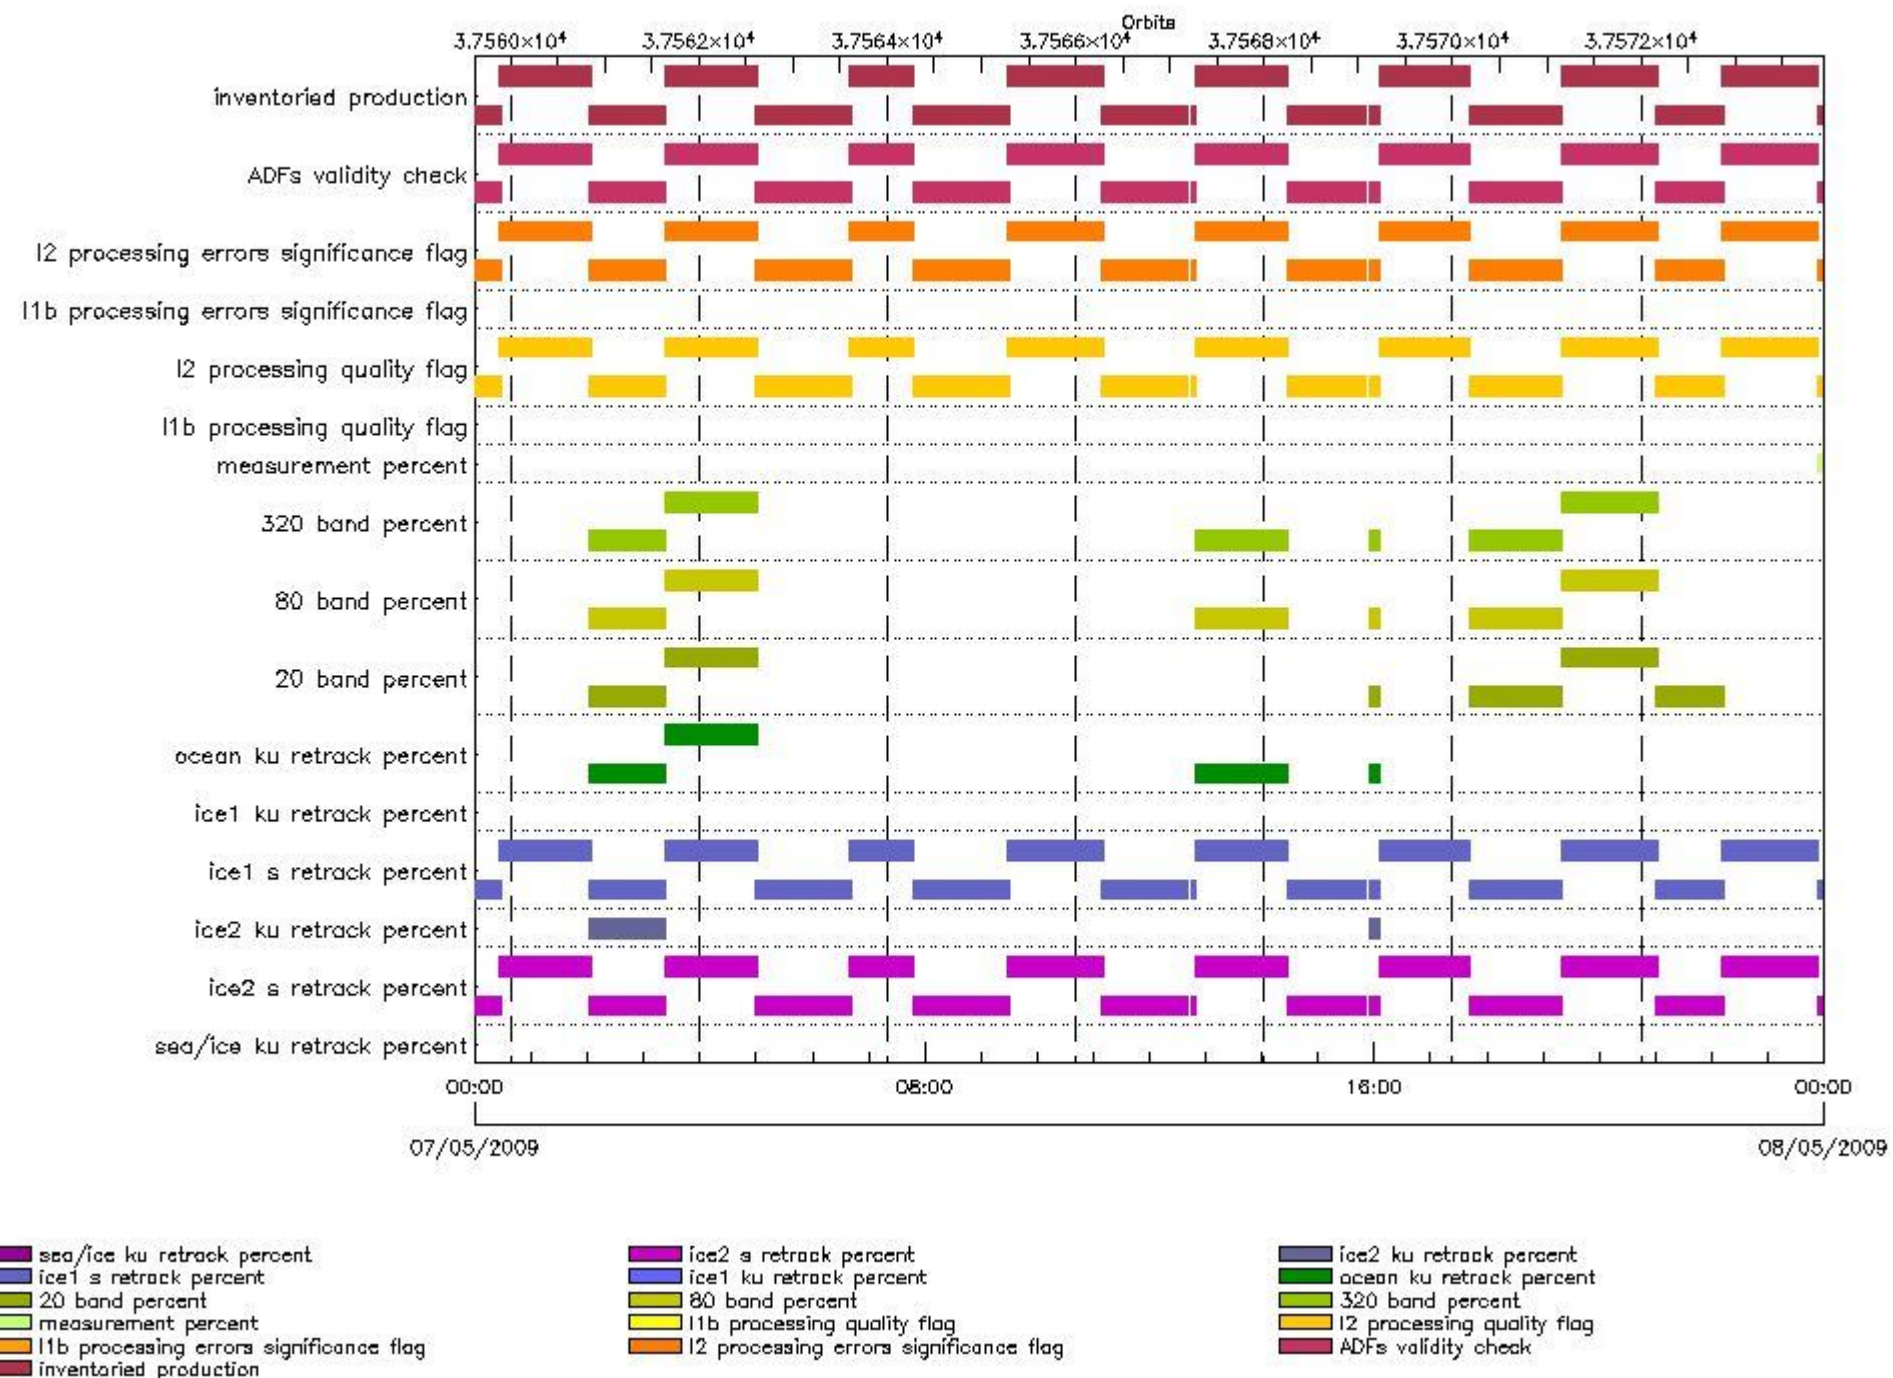 Orbits
3.7560×10⁴ 3.7562×10⁴ 3.7564×10⁴ 3.7566×10⁴ 3.7568×10⁴ 3.7570×10⁴ 3.7572×10⁴
inventoried production
ADFs validity check
l2 processing errors significance flag
l1b processing errors significance flag
l2 processing quality flag
l1b processing quality flag
measurement percent
320 band percent
80 band percent
20 band percent
ocean ku retrack percent
ice1 ku retrack percent
ice1 s retrack percent
ice2 ku retrack percent
ice2 s retrack percent
sea/ice ku retrack percent
00:00 08:00 16:00 00:00
07/05/2009 08/05/2009
sea/ice ku retrack percent ice2 s retrack percent ice2 ku retrack percent
ice1 s retrack percent ice1 ku retrack percent ocean ku retrack percent
20 band percent 80 band percent 320 band percent
measurement percent l1b processing quality flag l2 processing quality flag
l1b processing errors significance flag l2 processing errors significance flag ADFs validity check
inventoried production